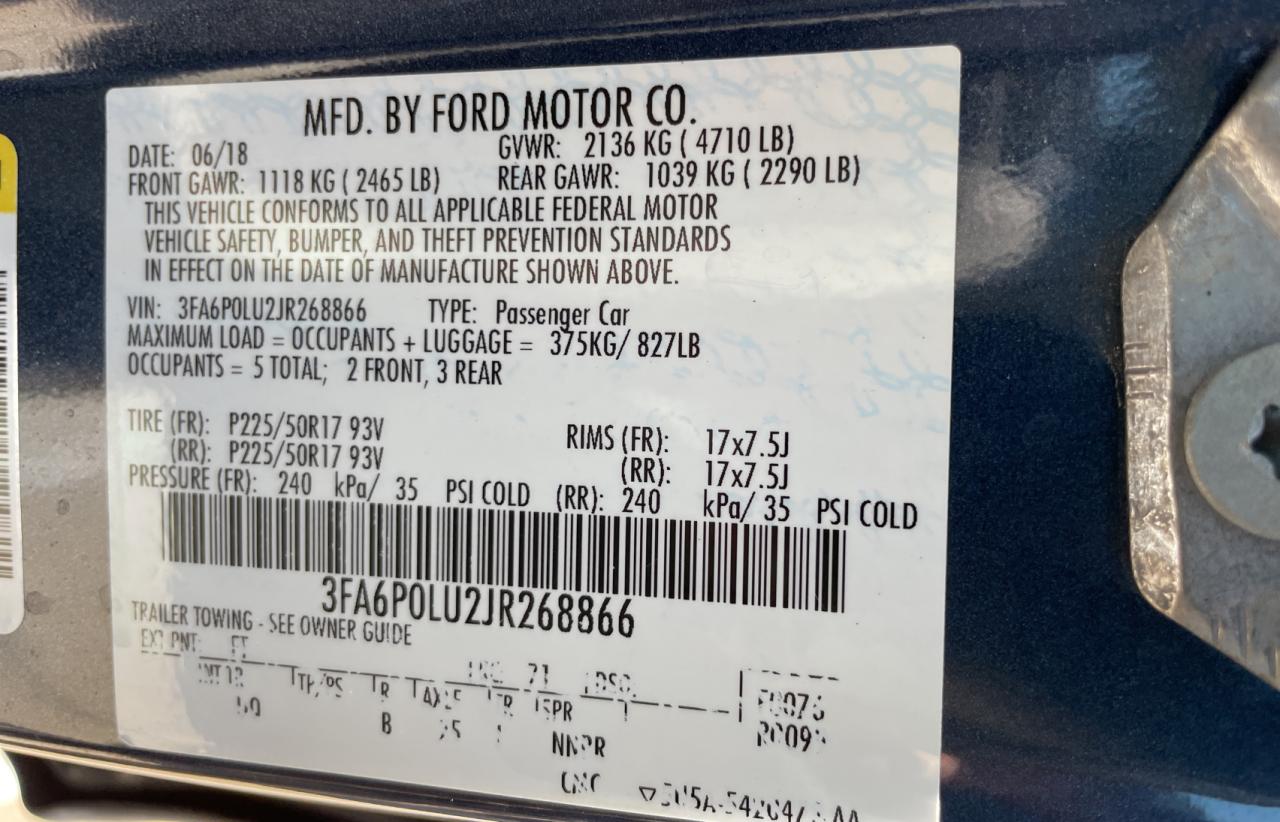 MFD. BY FORD MOTOR CO.
DATE: 06/18 GVWR: 2136 KG ( 4710 LB)
FRONT GAWR: 1118 KG ( 2465 LB) REAR GAWR: 1039 KG ( 2290 LB)
THIS VEHICLE CONFORMS TO ALL APPLICABLE FEDERAL MOTOR
VEHICLE SAFETY, BUMPER, AND THEFT PREVENTION STANDARDS
IN EFFECT ON THE DATE OF MANUFACTURE SHOWN ABOVE.
VIN: 3FA6P0LU2JR268866 TYPE: Passenger Car
MAXIMUM LOAD = OCCUPANTS + LUGGAGE = 375KG/ 827LB
OCCUPANTS = 5 TOTAL; 2 FRONT, 3 REAR
TIRE (FR): P225/50R17 93V RIMS (FR): 17x7.5J
(RR): P225/50R17 93V (RR): 17x7.5J
PRESSURE (FR): 240 kPa/ 35 PSI COLD (RR): 240 kPa/ 35 PSI COLD
3FA6P0LU2JR268866
TRAILER TOWING - SEE OWNER GUIDE
EXT PNT:
B